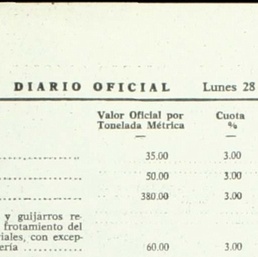 DIARIO OFICIAL Lunes 28
Valor Oficial por Cuota
Tonelada Métrica %
35.00 3.00
50.00 3.00
380.00 3.00
y guijarros re-
frotamiento del
iales, con excep-
ería 60.00 3.00